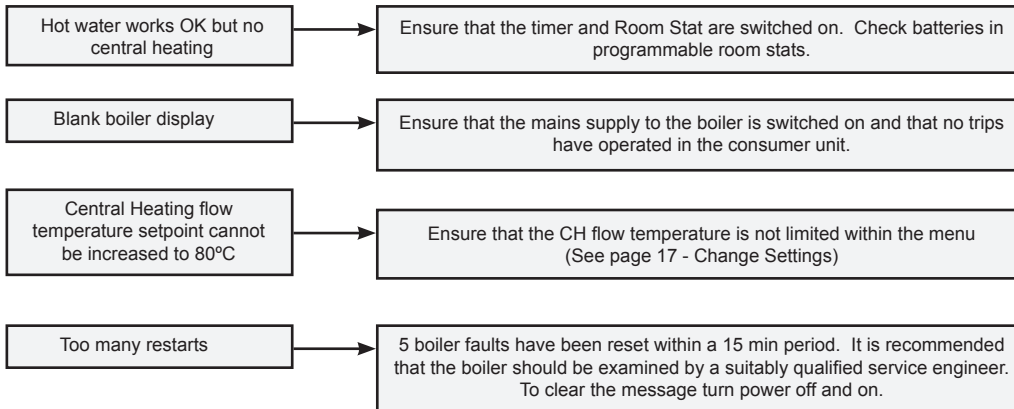 Hot water works OK but no
central heating
Ensure that the timer and Room Stat are switched on.  Check batteries in
programmable room stats.
Blank boiler display
Ensure that the mains supply to the boiler is switched on and that no trips
have operated in the consumer unit.
Central Heating flow
temperature setpoint cannot
be increased to 80ºC
Ensure that the CH flow temperature is not limited within the menu
(See page 17 - Change Settings)
Too many restarts
5 boiler faults have been reset within a 15 min period.  It is recommended
that the boiler should be examined by a suitably qualified service engineer.
To clear the message turn power off and on.